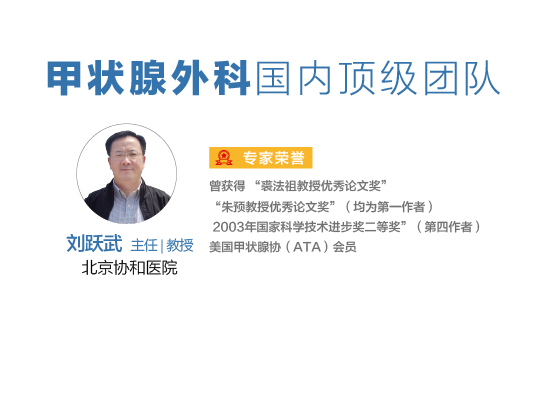 甲状腺外科国内顶级团队
专家荣誉
曾获得 “裘法祖教授优秀论文奖”
“朱预教授优秀论文奖”（均为第一作者）
2003年国家科学技术进步奖二等奖”（第四作者）
美国甲状腺协（ATA）会员
刘跃武 主任|教授
北京协和医院